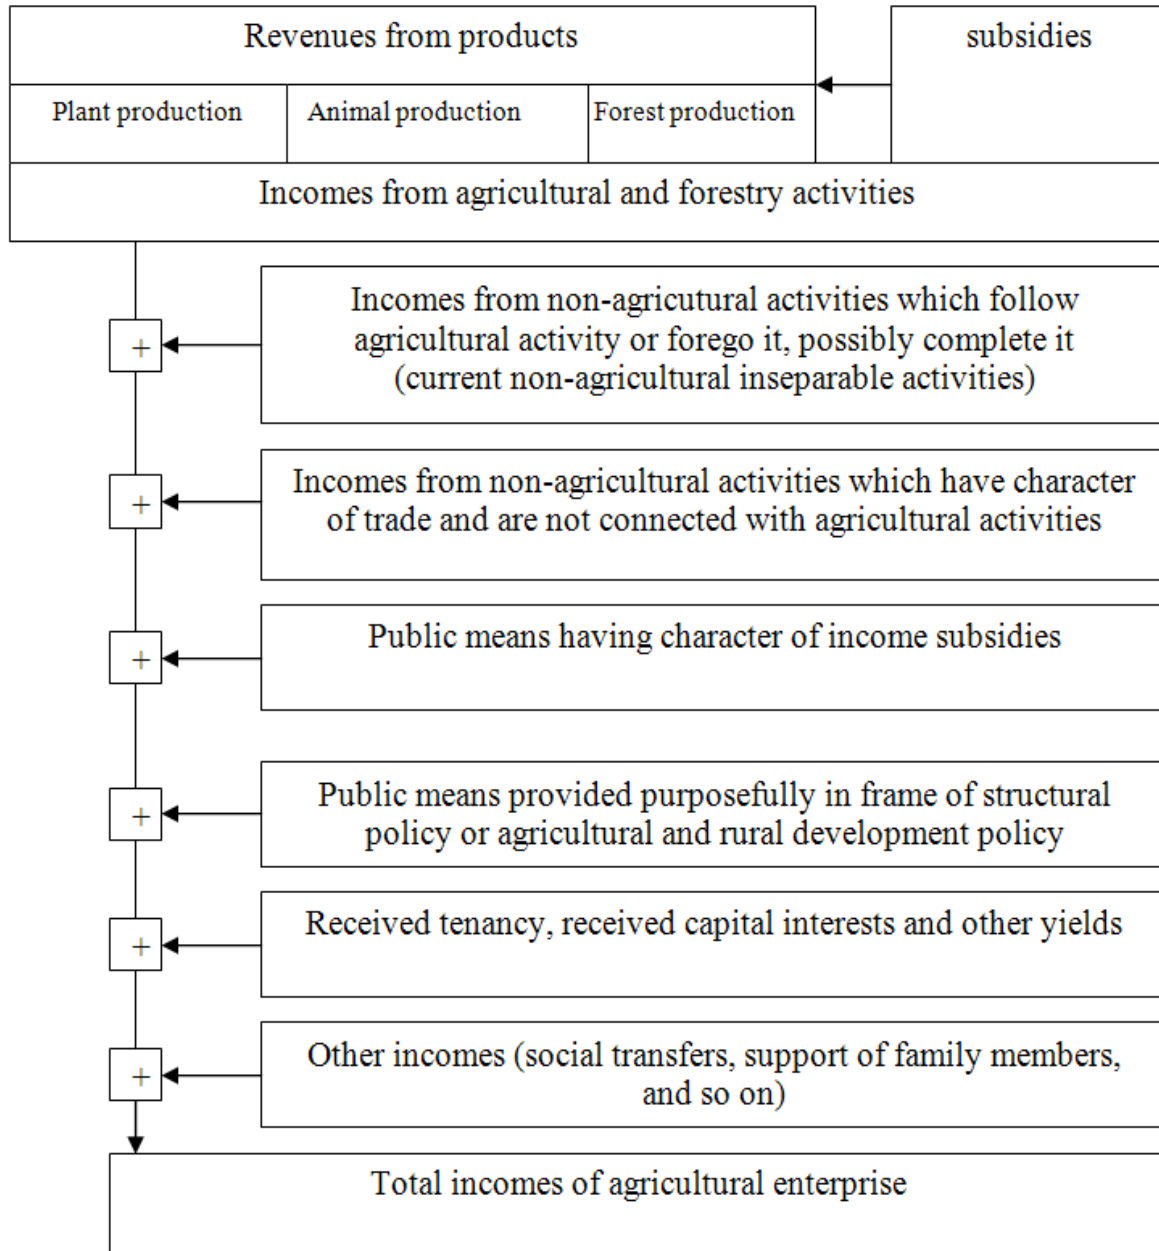 Revenues from products
subsidies
Plant production
Animal production
Forest production
Incomes from agricultural and forestry activities
+
Incomes from non-agricutural activities which follow
agricultural activity or forego it, possibly complete it
(current non-agricultural inseparable activities)
+
Incomes from non-agricultural activities which have character
of trade and are not connected with agricultural activities
+
Public means having character of income subsidies
+
Public means provided purposefully in frame of structural
policy or agricultural and rural development policy
+
Received tenancy, received capital interests and other yields
+
Other incomes (social transfers, support of family members,
and so on)
Total incomes of agricultural enterprise